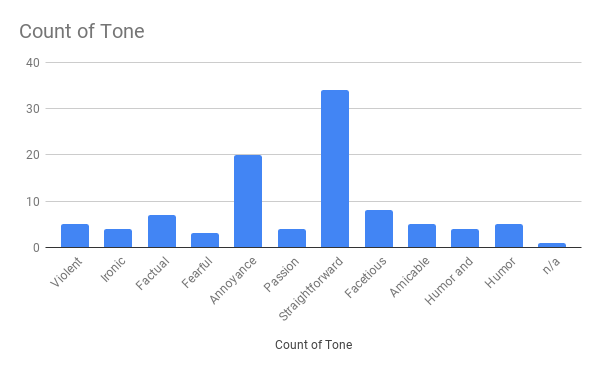 Count of Tone
40
30
20
10
0
Violent
Ironic
Factual
Fearful
Annoyance
Passion
Straightforward
Facetious
Amicable
Humor and
Humor
n/a
Count of Tone